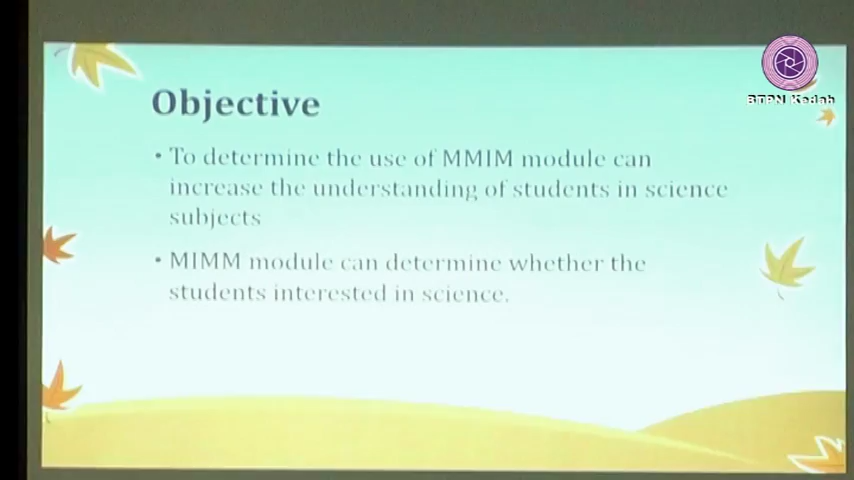 BTPN Kedah
Objective
• To determine the use of MMIM module can
increase the understanding of students in science
subjects
• MIMM module can determine whether the
students interested in science.